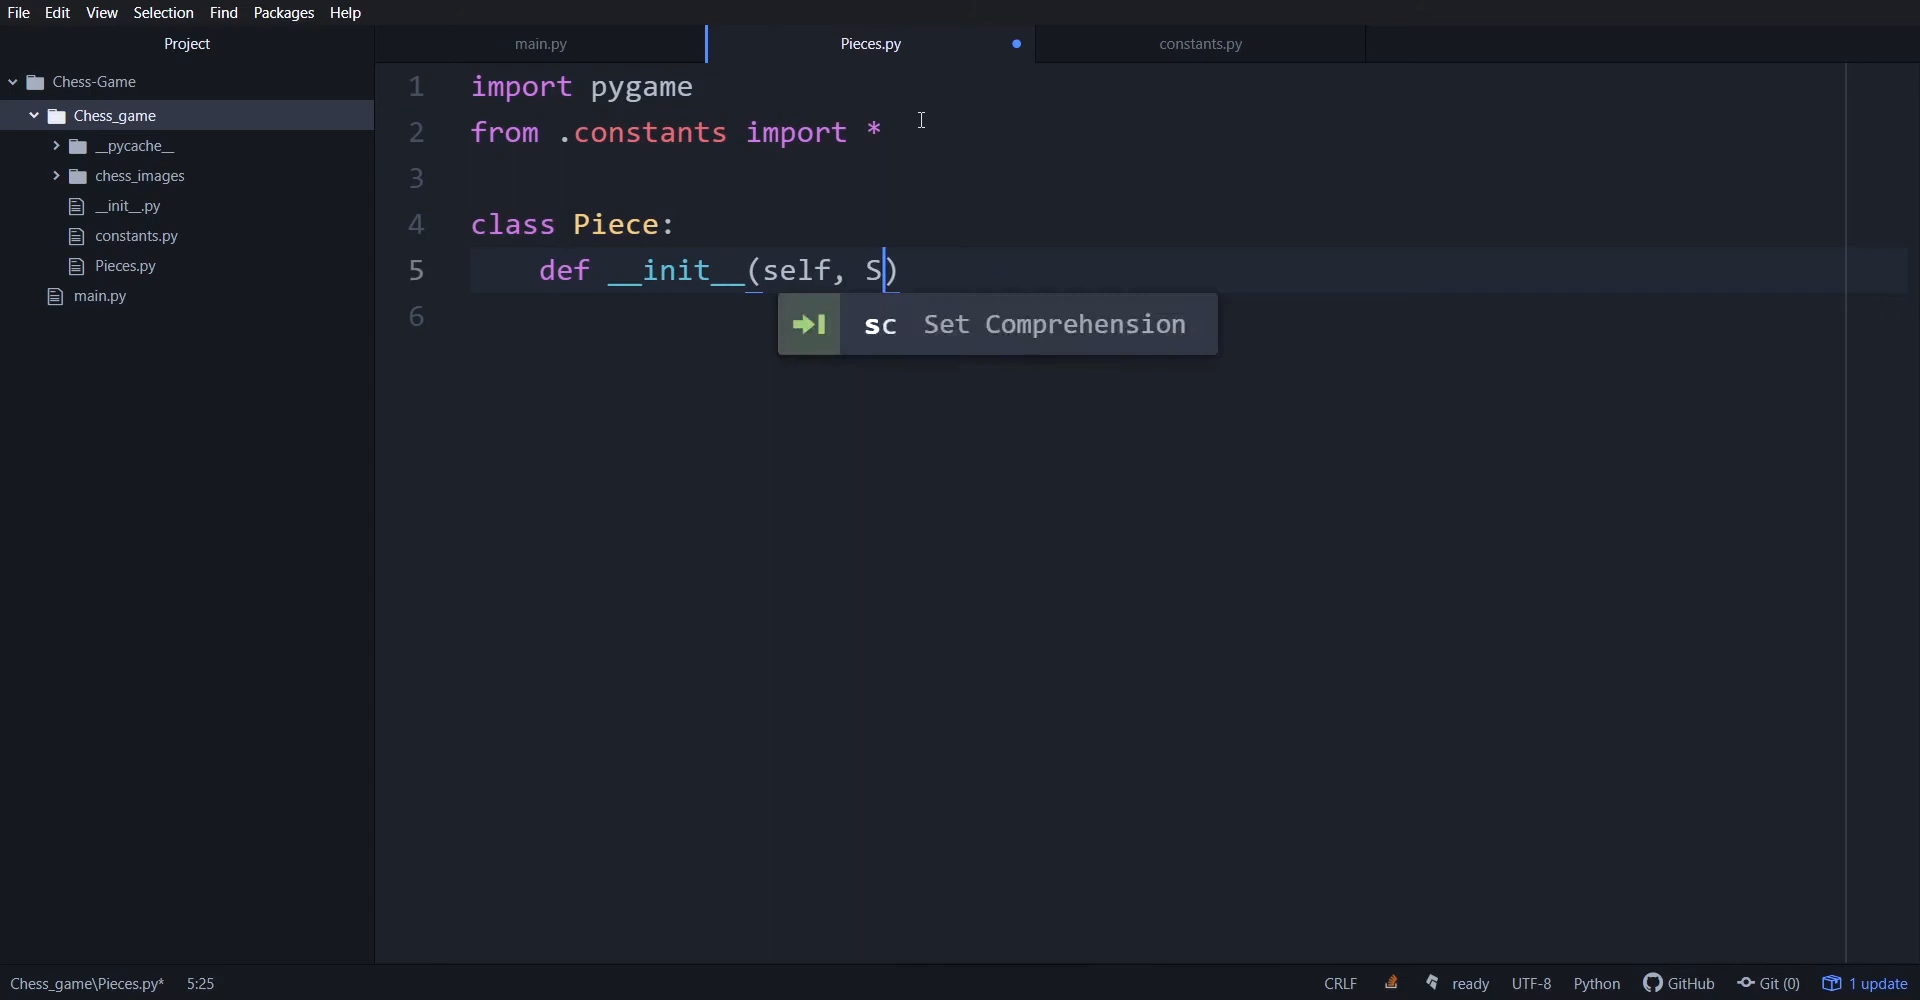 File Edit View Selection Find Packages Help
Project
main.py
Pieces.py
constants.py
Chess-Game
Chess_game
__pycache__
chess_images
__init__.py
constants.py
Pieces.py
main.py
1 import pygame
2 from .constants import *
3
4 class Piece:
5 def __init__(self, S)
6
sc Set Comprehension
Chess_game\Pieces.py* 5:25 CRLF ready UTF-8 Python GitHub Git (0) 1 update